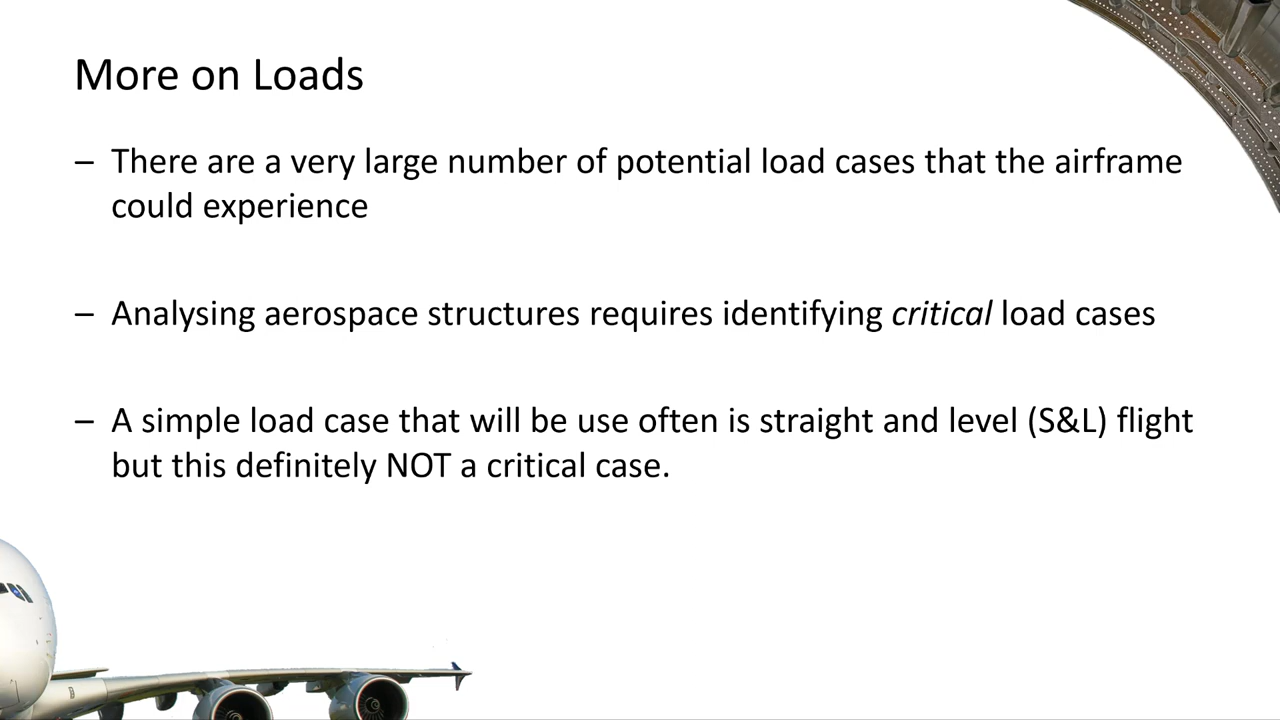 More on Loads
– There are a very large number of potential load cases that the airframe
could experience
– Analysing aerospace structures requires identifying critical load cases
– A simple load case that will be use often is straight and level (S&L) flight
but this definitely NOT a critical case.